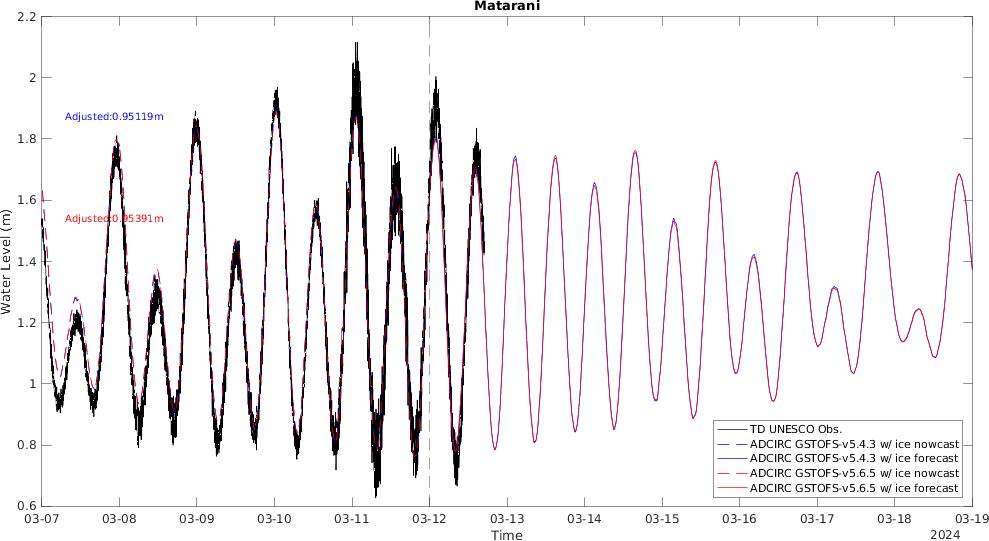 Matarani
2.2
2
1.8
1.6
1.4
1.2
1
0.8
0.6
Water Level (m)
Adjusted:0.95119m
Adjusted:0.95391m
TD UNESCO Obs.
ADCIRC GSTOFS-v5.4.3 w/ ice nowcast
ADCIRC GSTOFS-v5.4.3 w/ ice forecast
ADCIRC GSTOFS-v5.6.5 w/ ice nowcast
ADCIRC GSTOFS-v5.6.5 w/ ice forecast
03-07 03-08 03-09 03-10 03-11 03-12 03-13 03-14 03-15 03-16 03-17 03-18 03-19
Time
2024